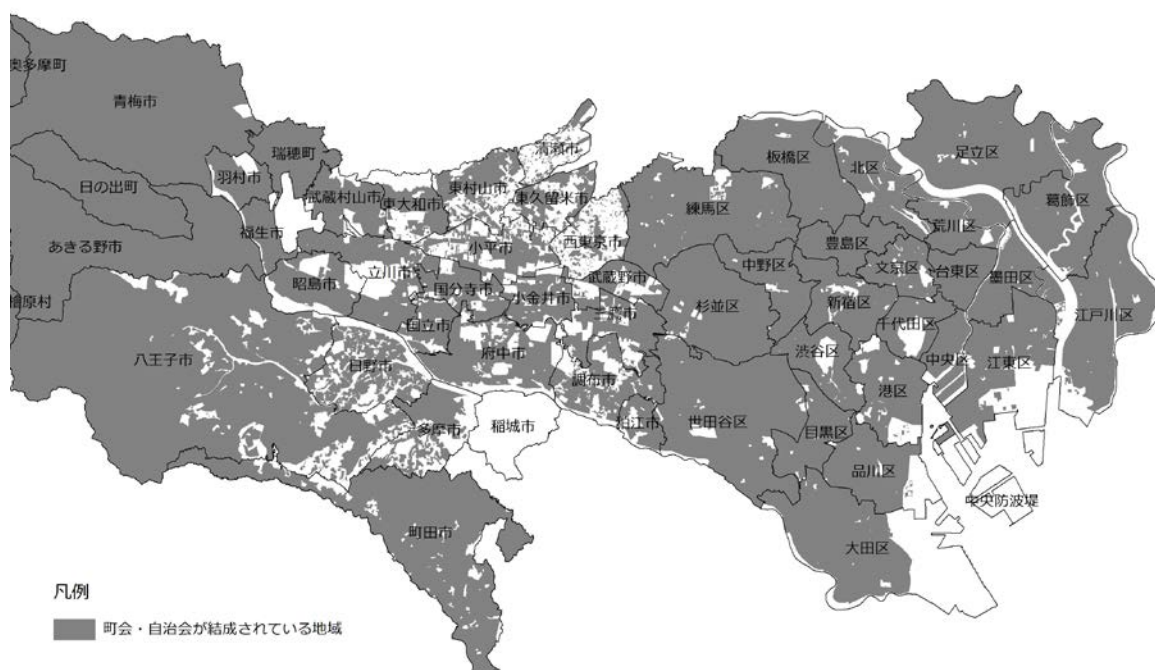 奥多摩町
青梅市
瑞穂町
羽村市
日の出町
あきる野市
福生市
武蔵村山市
東大和市
東村山市
清瀬市
東久留米市
西東京市
小平市
立川市
昭島市
国分寺市
小金井市
武蔵野市
三鷹市
国立市
府中市
調布市
狛江市
檜原村
八王子市
日野市
多摩市
稲城市
町田市
板橋区
北区
足立区
葛飾区
練馬区
豊島区
荒川区
中野区
文京区
台東区
墨田区
杉並区
新宿区
千代田区
江戸川区
渋谷区
中央区
江東区
港区
世田谷区
目黒区
品川区
中央防波堤
大田区
凡例
町会・自治会が結成されている地域